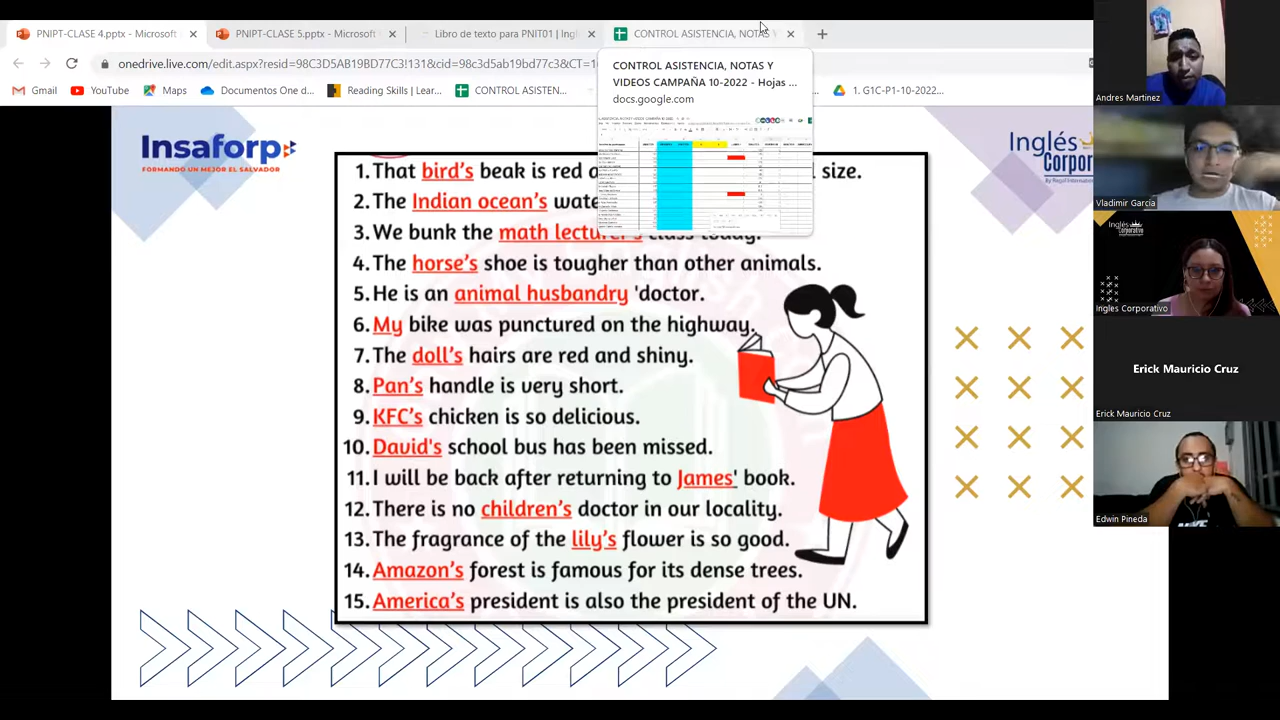 PNIPT-CLASE 4.pptx - Microsoft
PNIPT-CLASE 5.pptx - Microsoft
Libro de texto para PNIT01 | Ingl
CONTROL ASISTENCIA, NOTAS Y
onedrive.live.com/edit.aspx?resid=98C3D5AB19BD77C3!131&cid=98c3d5ab19bd77c3&CT=1
CONTROL ASISTENCIA, NOTAS Y
VIDEOS CAMPAÑA 10-2022 - Hojas ...
docs.google.com
Gmail
YouTube
Maps
Documentos One d...
Reading Skills | Lear...
CONTROL ASISTEN...
1. G1C-P1-10-2022...
Insaforp
FORMANDO UN MEJOR EL SALVADOR
Inglés
Corpor
By Regal Internati
1. That bird's beak is red size.
2. The Indian ocean's wate
3. We bunk the math lecturer's class today.
4. The horse's shoe is tougher than other animals.
5. He is an animal husbandry 'doctor.
6. My bike was punctured on the highway.
7. The doll's hairs are red and shiny.
8. Pan's handle is very short.
9. KFC's chicken is so delicious.
10. David's school bus has been missed.
11. I will be back after returning to James' book.
12. There is no children's doctor in our locality.
13. The fragrance of the lily's flower is so good.
14. Amazon's forest is famous for its dense trees.
15. America's president is also the president of the UN.
Andres Martinez
Vladimir Garcia
Inglés
Corporativo
Ingles Corporativo
Erick Mauricio Cruz
Erick Mauricio Cruz
Edwin Pineda